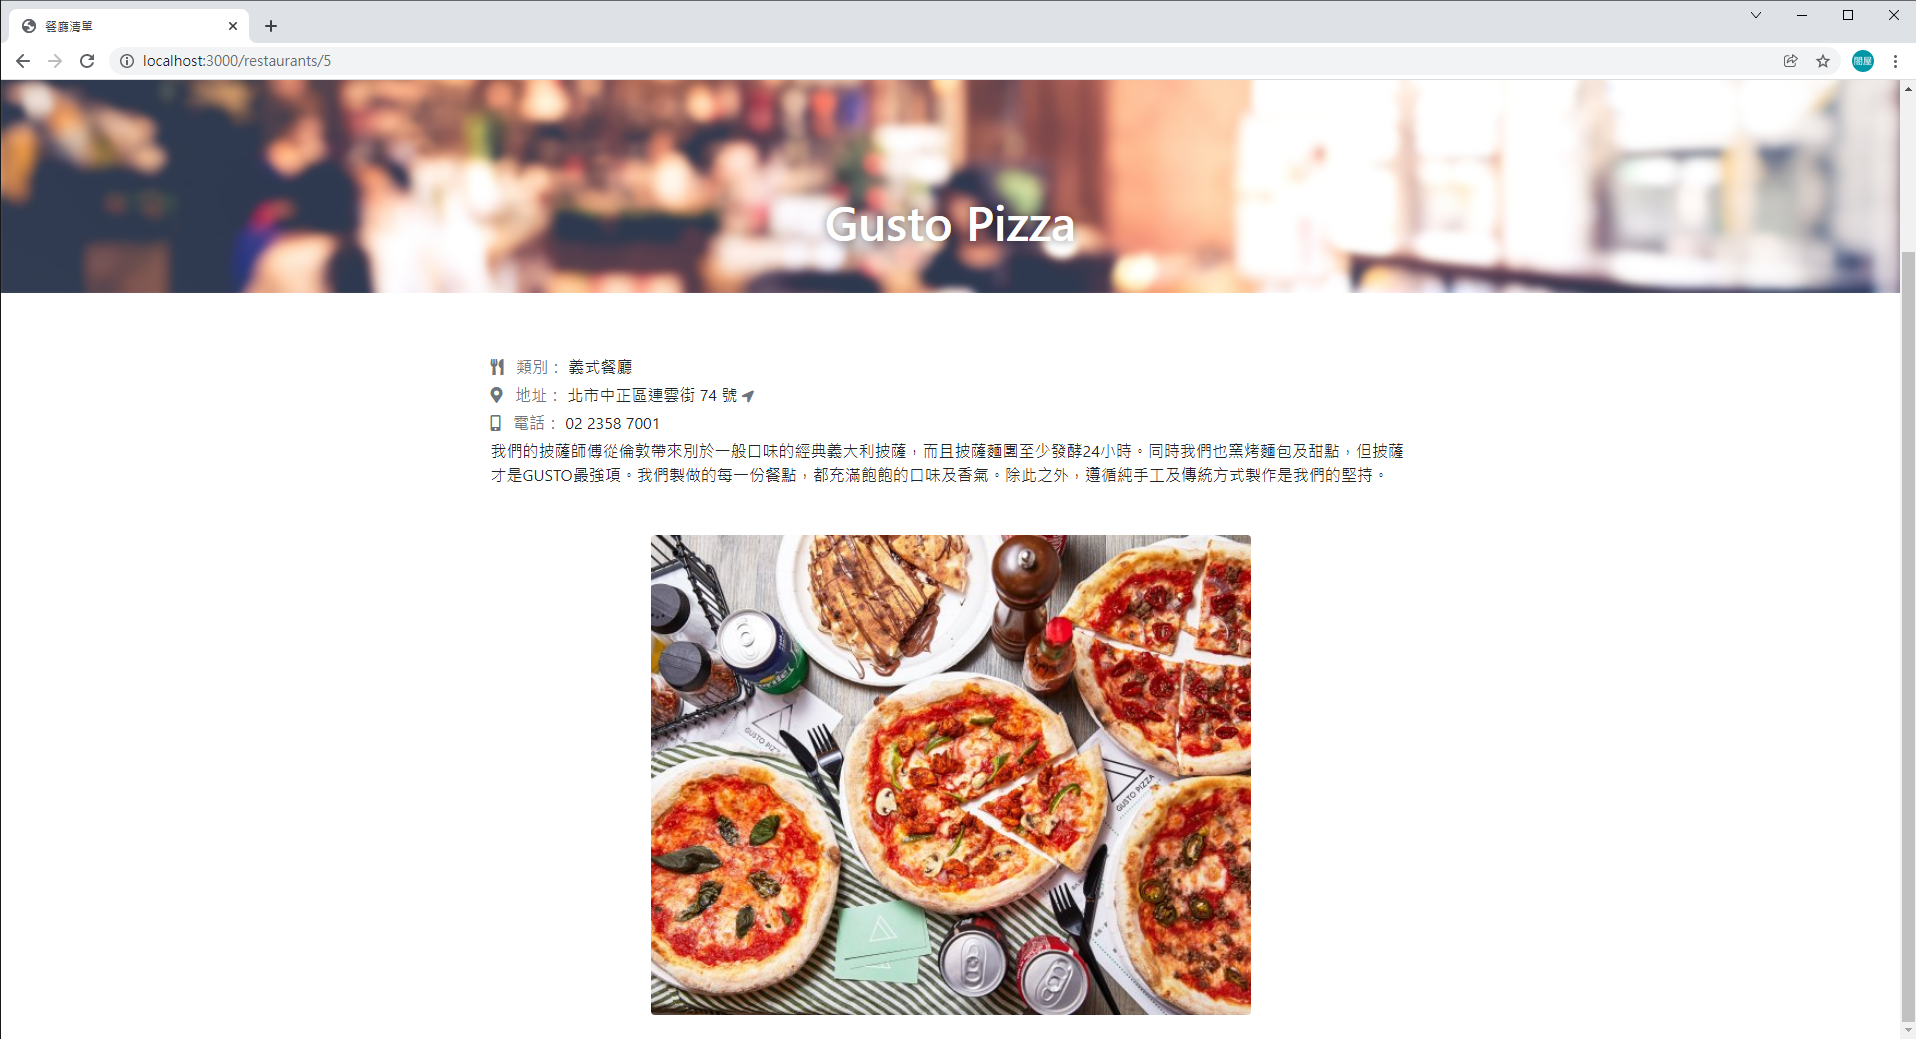 餐廳清單
localhost:3000/restaurants/5
閤屋
Gusto Pizza
類別： 義式餐廳
地址： 北市中正區連雲街 74 號
電話： 02 2358 7001
我們的披薩師傅從倫敦帶來別於一般口味的經典義大利披薩，而且披薩麵團至少發酵24小時。同時我們也窯烤麵包及甜點，但披薩
才是GUSTO最強項。我們製做的每一份餐點，都充滿飽飽的口味及香氣。除此之外，遵循純手工及傳統方式製作是我們的堅持。
GUSTO PIZZ
GUSTO PIZZA